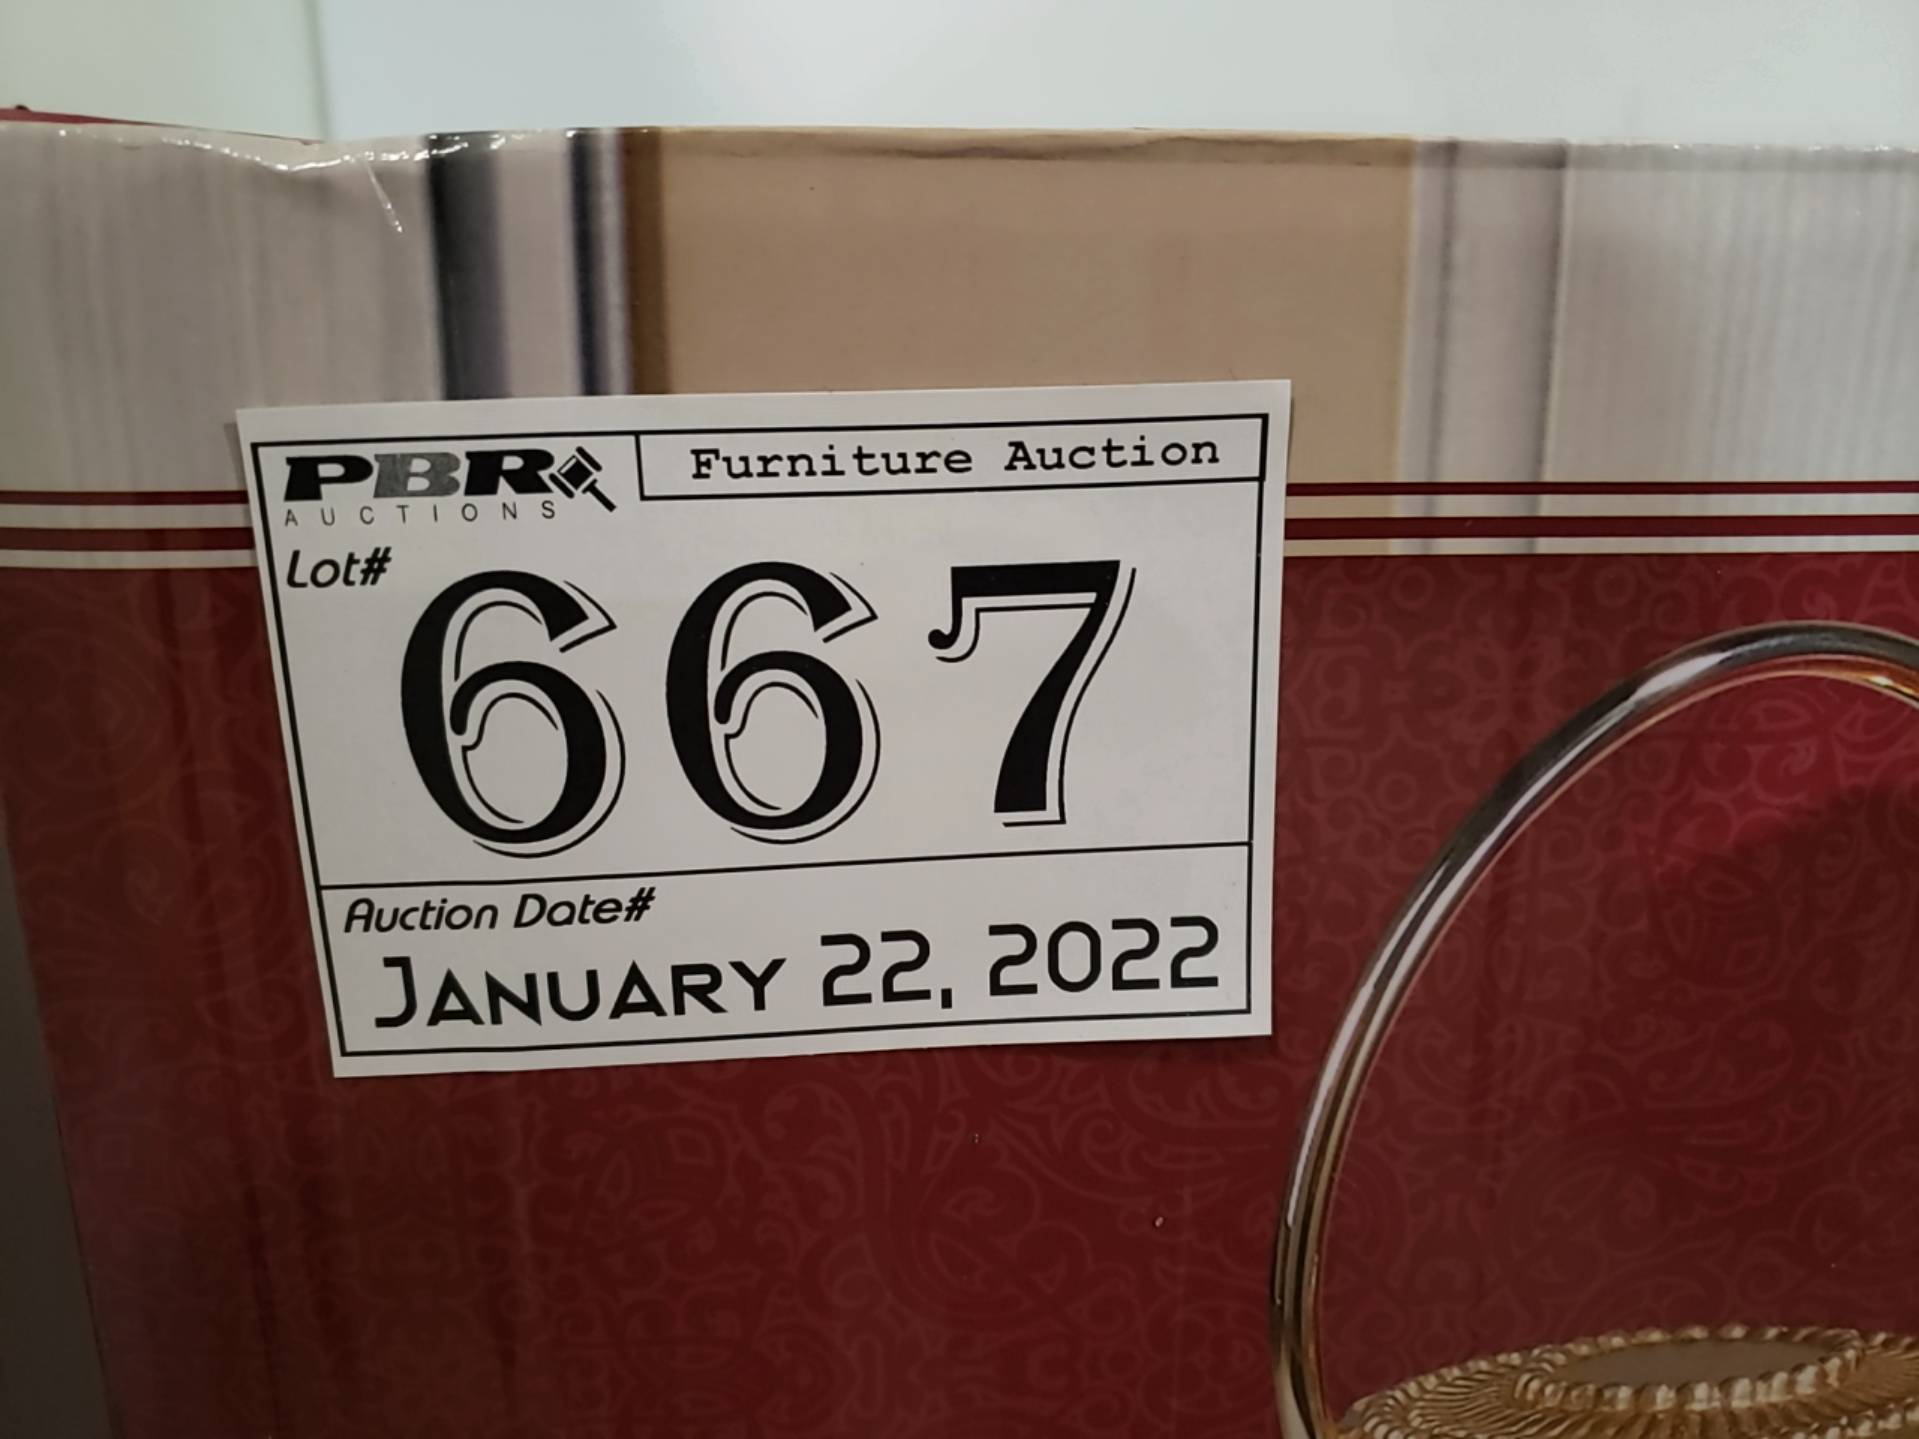 PBR
AUCTIONS
Furniture Auction
Lot#
667
Auction Date#
January 22, 2022